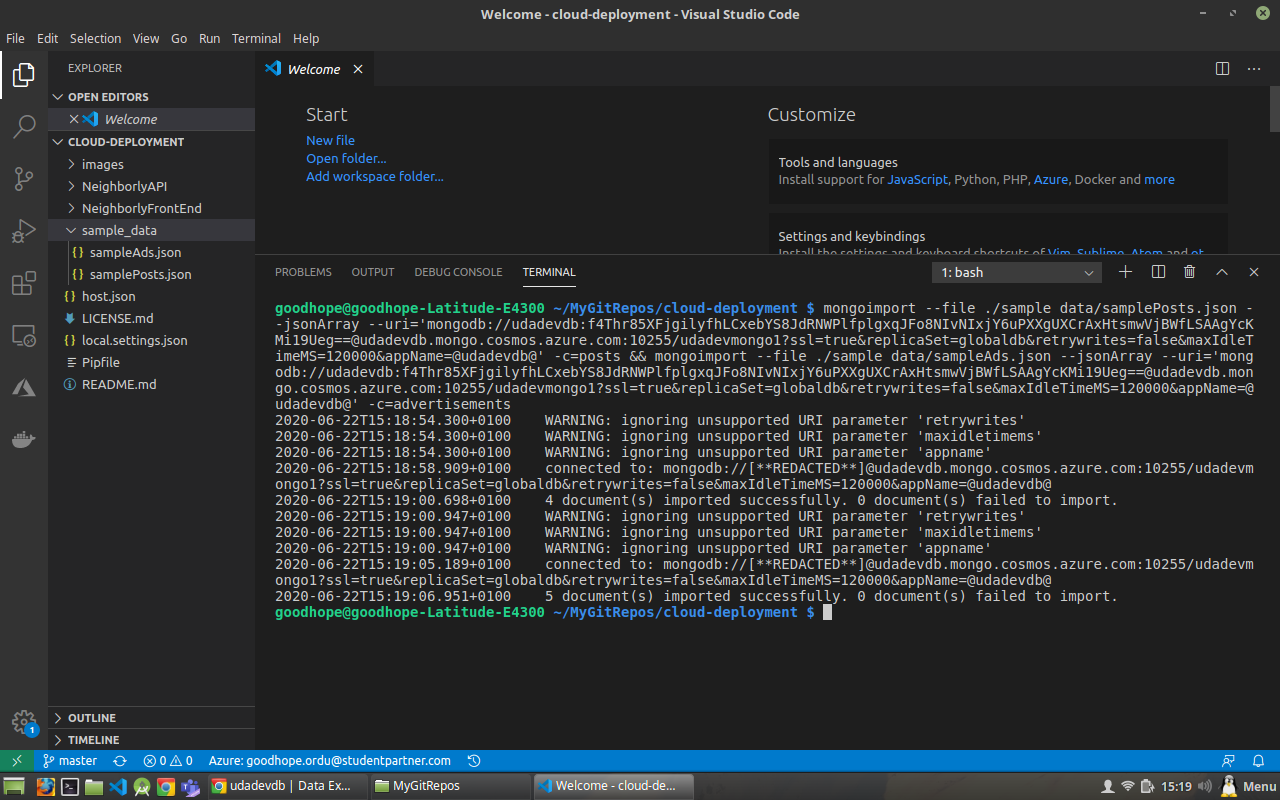 Welcome - cloud-deployment - Visual Studio Code
File Edit Selection View Go Run Terminal Help
EXPLORER
OPEN EDITORS
Welcome
CLOUD-DEPLOYMENT
images
NeighborlyAPI
NeighborlyFrontEnd
sample_data
sampleAds.json
samplePosts.json
host.json
LICENSE.md
local.settings.json
Pipfile
README.md
OUTLINE
TIMELINE
Welcome
Start
New file
Open folder...
Add workspace folder...
Customize
Tools and languages
Install support for JavaScript, Python, PHP, Azure, Docker and more
Settings and keybindings
Install the settings and keyboard shortcuts of Vim, Sublime, Atom and ot
PROBLEMS OUTPUT DEBUG CONSOLE TERMINAL
1: bash
goodhope@goodhope-Latitude-E4300 ~/MyGitRepos/cloud-deployment $ mongoimport --file ./sample data/samplePosts.json -
-jsonArray --uri='mongodb://udadevdb:f4Thr85XFjgilyfhLCxebYS8JdRNWPlfplgxqJFo8NIvNIxjY6uPXXgUXCrAxHtsmwVjBWfLSAAgYcK
Mi19Ueg==@udadevdb.mongo.cosmos.azure.com:10255/udadevmongo1?ssl=true&replicaSet=globaldb&retrywrites=false&maxIdleT
imeMS=120000&appName=@udadevdb@' -c=posts && mongoimport --file ./sample data/sampleAds.json --jsonArray --uri='mong
odb://udadevdb:f4Thr85XFjgilyfhLCxebYS8JdRNWPlfplgxqJFo8NIvNIxjY6uPXXgUXCrAxHtsmwVjBWfLSAAgYcKMi19Ueg==@udadevdb.mon
go.cosmos.azure.com:10255/udadevmongo1?ssl=true&replicaSet=globaldb&retrywrites=false&maxIdleTimeMS=120000&appName=@
udadevdb@' -c=advertisements
2020-06-22T15:18:54.300+0100 WARNING: ignoring unsupported URI parameter 'retrywrites'
2020-06-22T15:18:54.300+0100 WARNING: ignoring unsupported URI parameter 'maxidletimems'
2020-06-22T15:18:54.300+0100 WARNING: ignoring unsupported URI parameter 'appname'
2020-06-22T15:18:58.909+0100 connected to: mongodb://[**REDACTED**]@udadevdb.mongo.cosmos.azure.com:10255/udadevm
ongo1?ssl=true&replicaSet=globaldb&retrywrites=false&maxIdleTimeMS=120000&appName=@udadevdb@
2020-06-22T15:19:00.698+0100 4 document(s) imported successfully. 0 document(s) failed to import.
2020-06-22T15:19:00.947+0100 WARNING: ignoring unsupported URI parameter 'retrywrites'
2020-06-22T15:19:00.947+0100 WARNING: ignoring unsupported URI parameter 'maxidletimems'
2020-06-22T15:19:00.947+0100 WARNING: ignoring unsupported URI parameter 'appname'
2020-06-22T15:19:05.189+0100 connected to: mongodb://[**REDACTED**]@udadevdb.mongo.cosmos.azure.com:10255/udadevm
ongo1?ssl=true&replicaSet=globaldb&retrywrites=false&maxIdleTimeMS=120000&appName=@udadevdb@
2020-06-22T15:19:06.951+0100 5 document(s) imported successfully. 0 document(s) failed to import.
goodhope@goodhope-Latitude-E4300 ~/MyGitRepos/cloud-deployment $
1
master 0 0 Azure: goodhope.ordu@studentpartner.com
udadevdb | Data Ex... MyGitRepos Welcome - cloud-de... 15:19 Menu